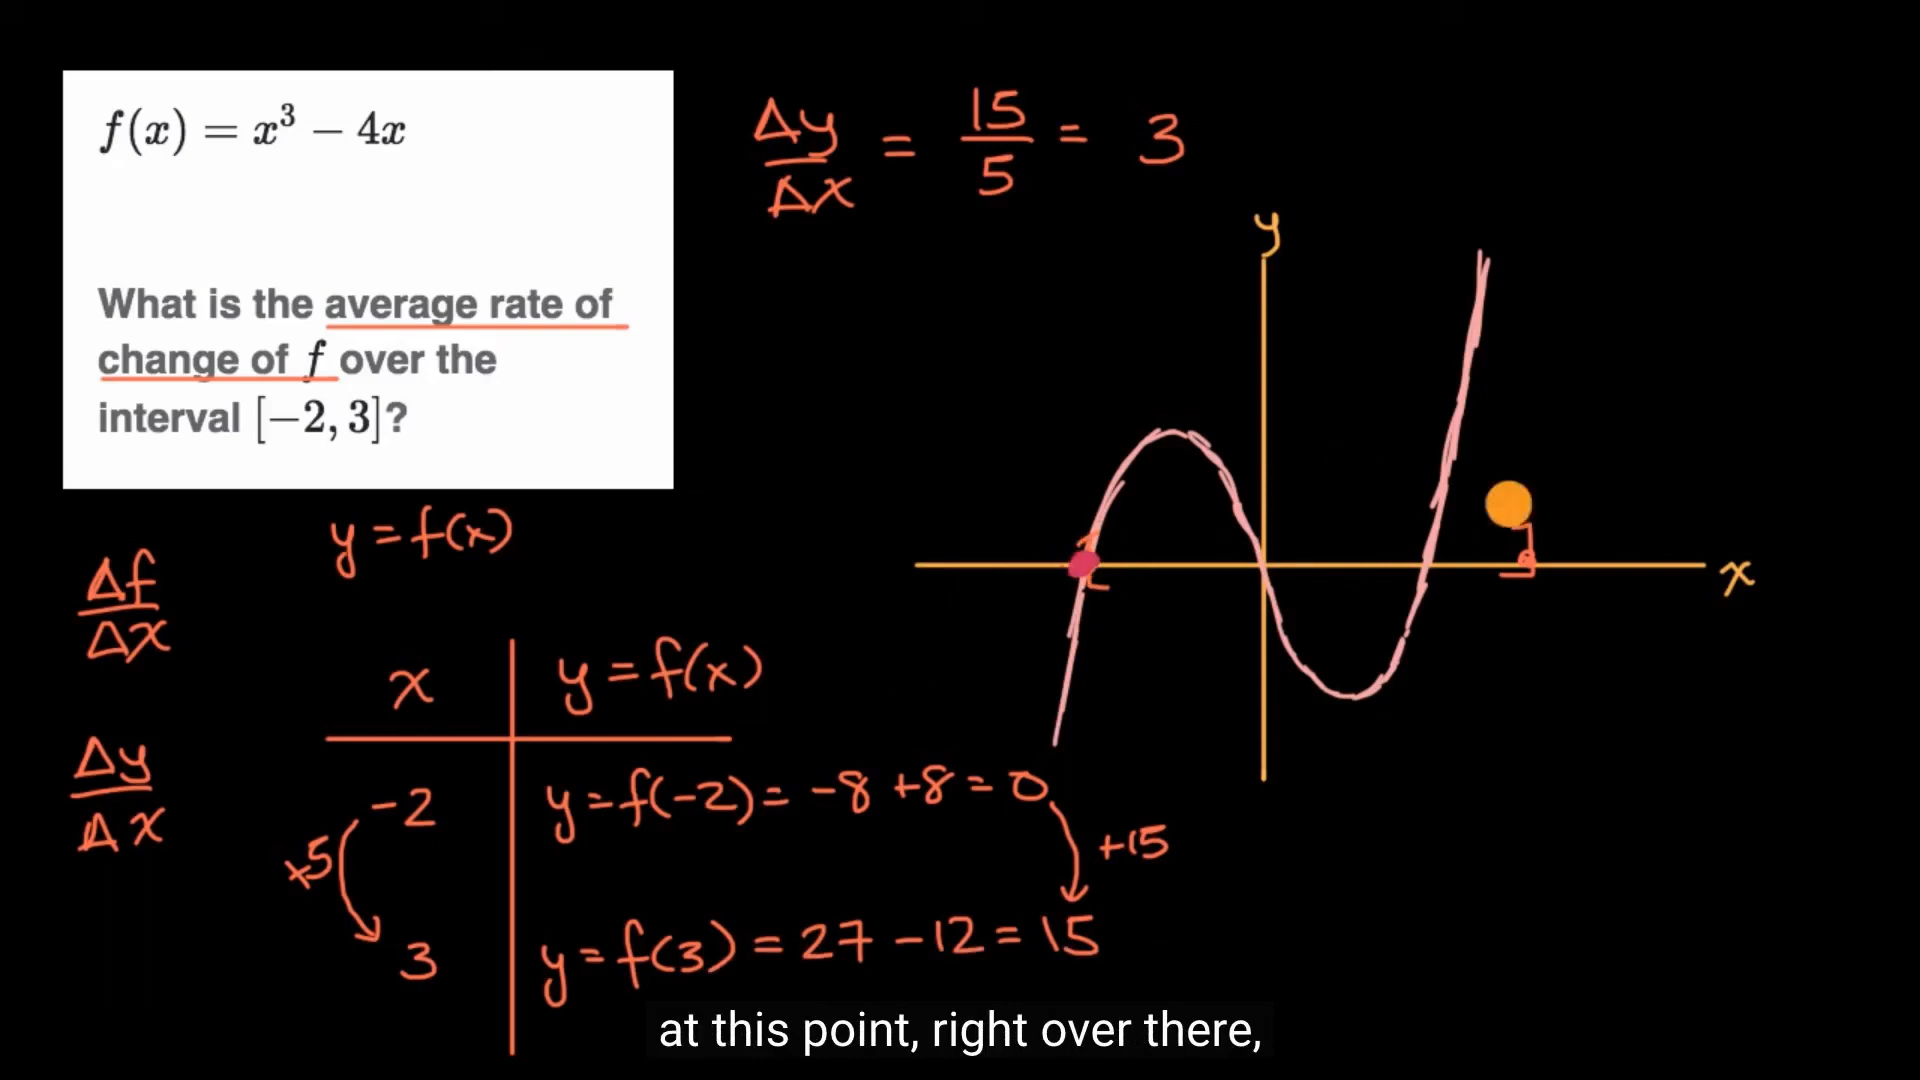 f(x) = x³ − 4x
What is the average rate of
change of f over the
interval [−2, 3]?
Δy/Δx = 15/5 = 3
y
x
y = f(x)
Δf/Δx
Δy/Δx
x | y = f(x)
-2 | y = f(-2) = -8 +8 = 0
+5
+15
3 | y = f(3) = 27 - 12 = 15
at this point, right over there,